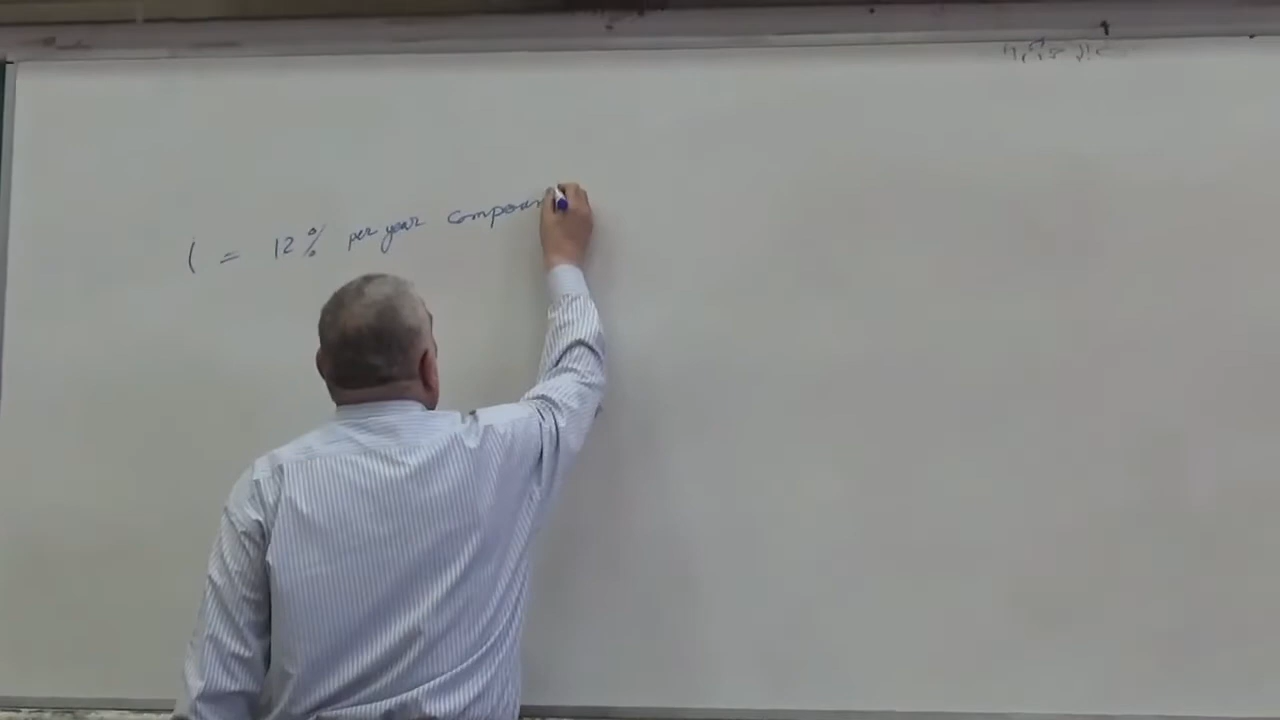 i = 12% per year compoun